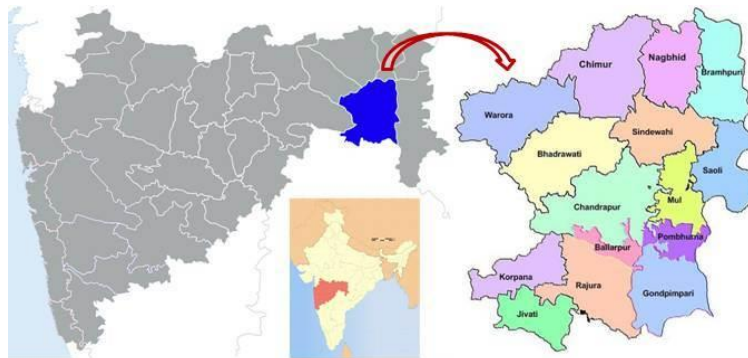 Chimur
Nagbhid
Bramhpuri
Warora
Sindewahi
Bhadrawati
Saoli
Chandrapur
Mul
Ballarpur
Pombhurna
Korpana
Rajura
Gondpimpari
Jivati